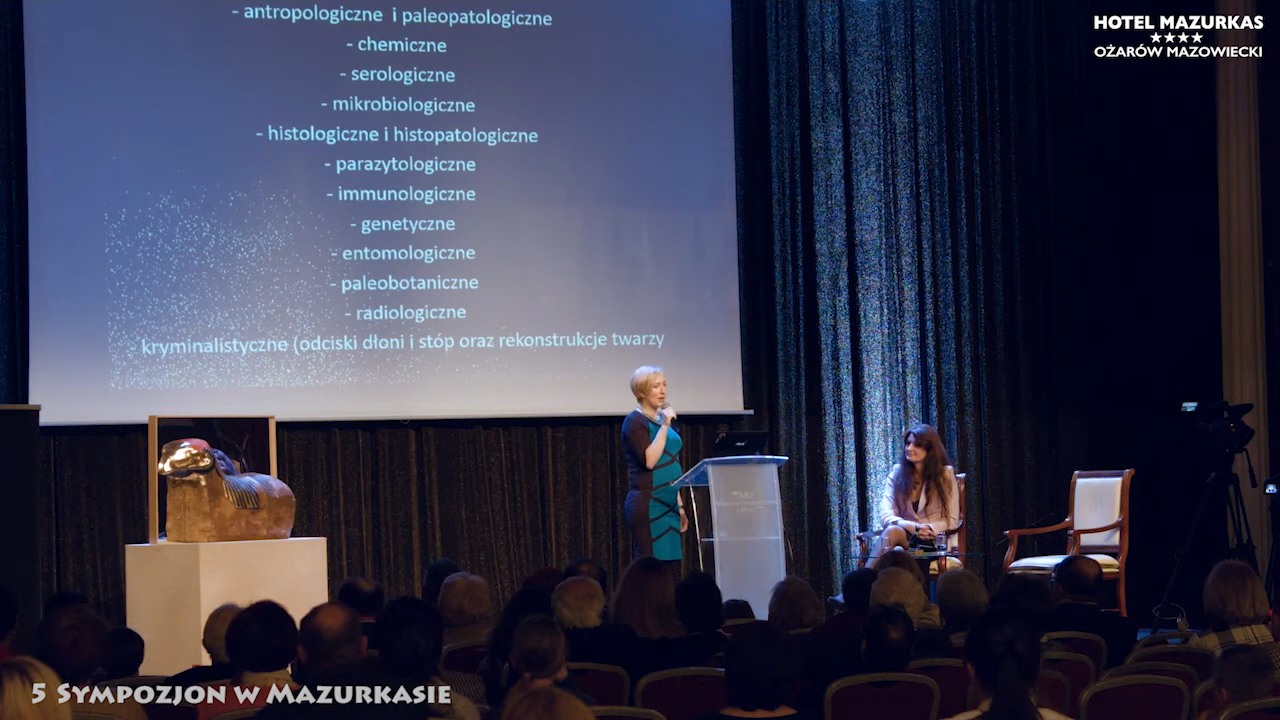 - antropologiczne i paleopatologiczne
- chemiczne
- serologiczne
- mikrobiologiczne
- histologiczne i histopatologiczne
- parazytologiczne
- immunologiczne
- genetyczne
- entomologiczne
- paleobotaniczne
- radiologiczne
- kryminalistyczne (odciski dłoni i stóp oraz rekonstrukcje twarzy
HOTEL MAZURKAS
★★★★
OŻARÓW MAZOWIECKI
5 Sympozjon w Mazurkasie